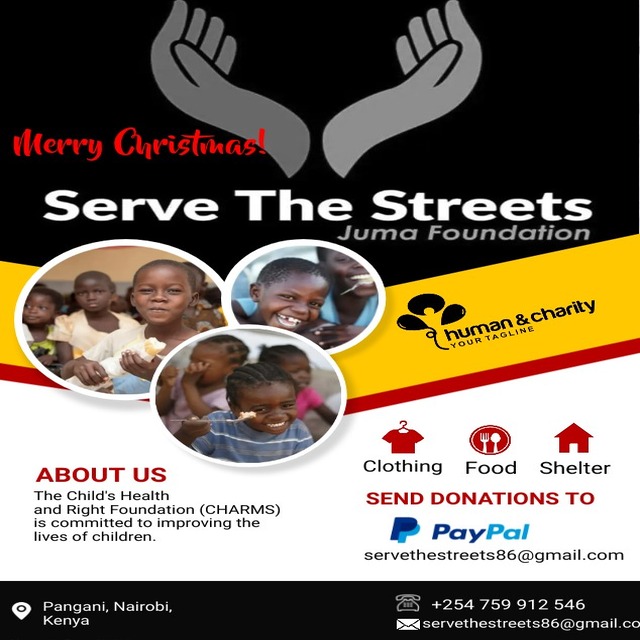 Merry Christmas!
Serve The Streets
Juma Foundation
human & charity
YOUR TAGLINE
Clothing
Food
Shelter
ABOUT US
The Child's Health
and Right Foundation (CHARMS)
is committed to improving the
lives of children.
SEND DONATIONS TO
PayPal
servethestreets86@gmail.com
Pangani, Nairobi,
Kenya
+254 759 912 546
servethestreets86@gmail.co